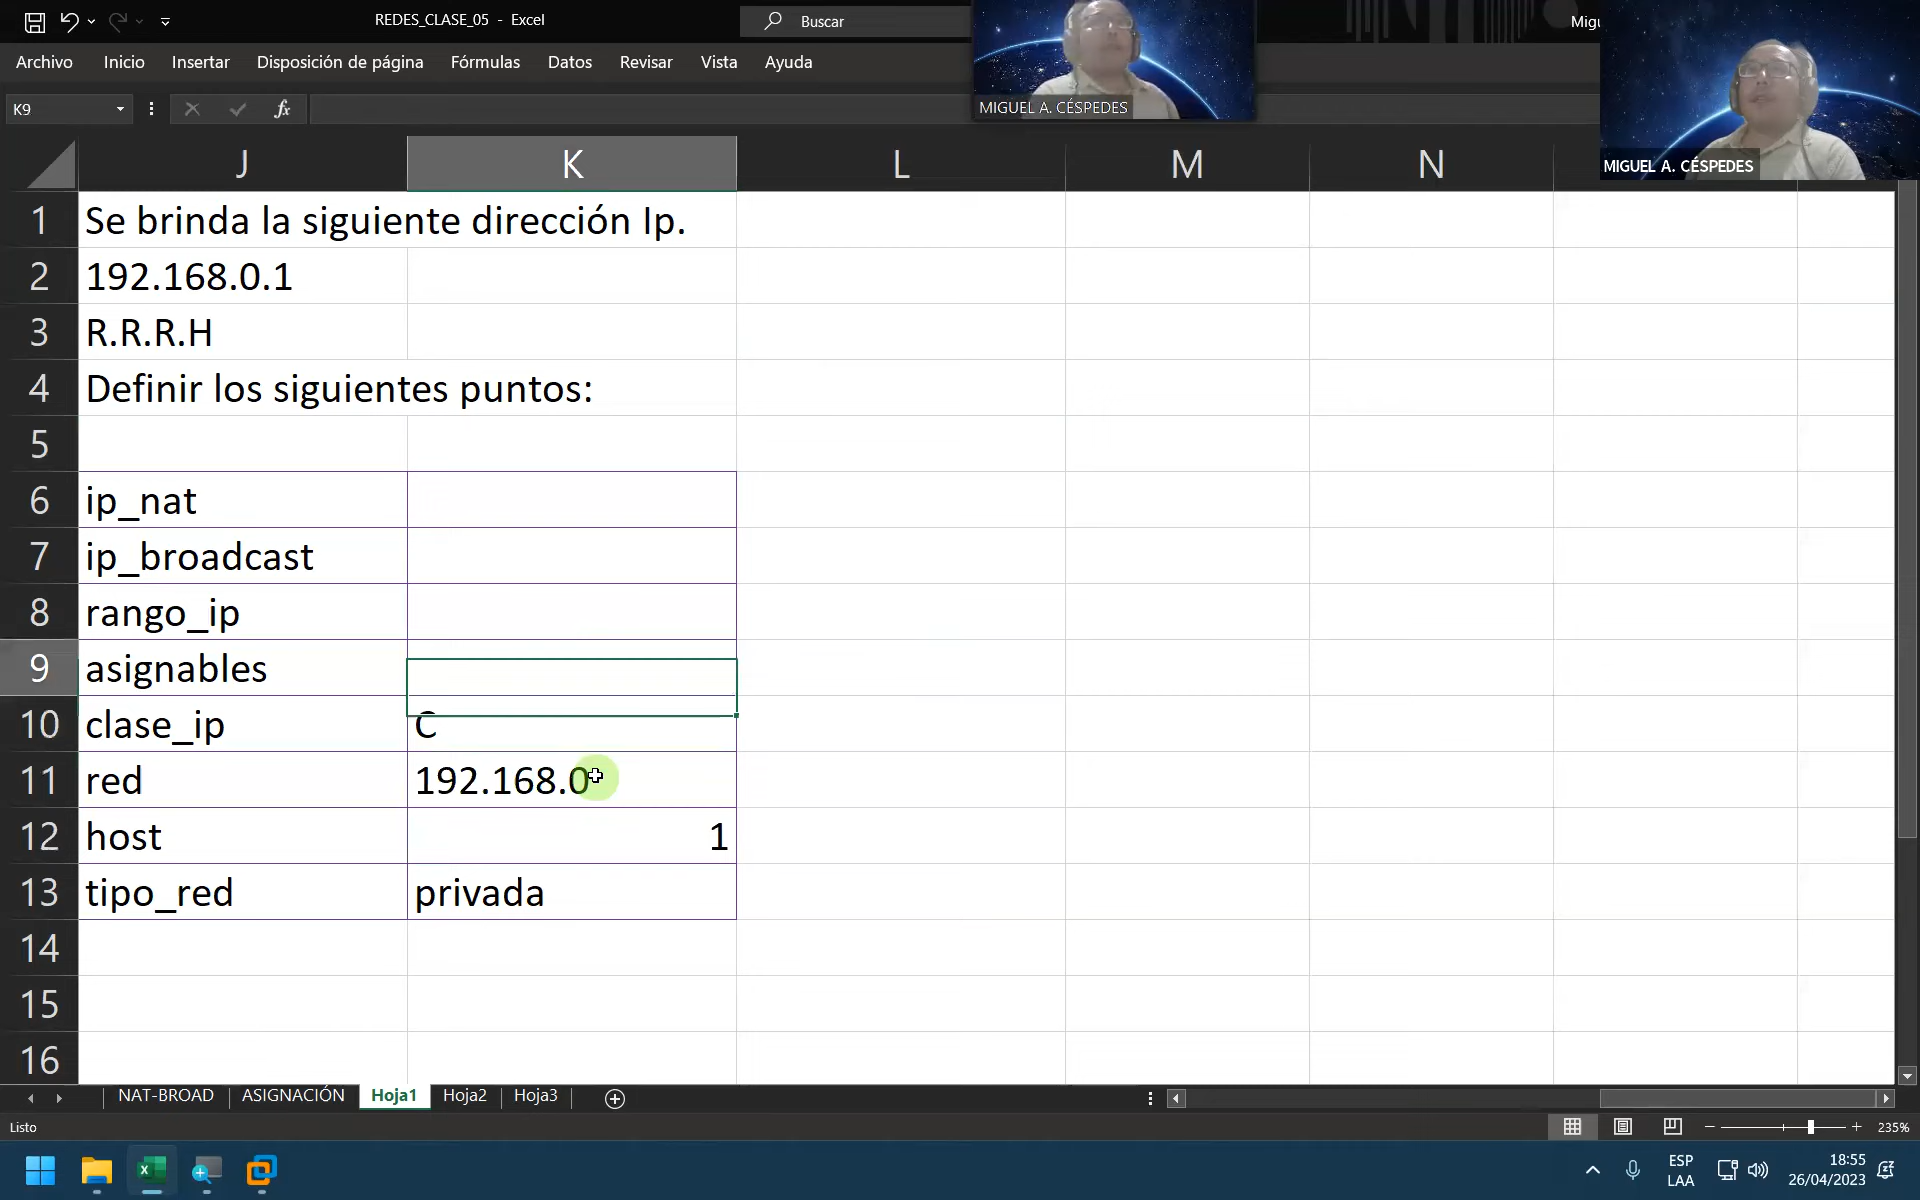 REDES_CLASE_05 - Excel
Buscar
Migu
Archivo Inicio Insertar Disposición de página Fórmulas Datos Revisar Vista Ayuda
MIGUEL A. CÉSPEDES
MIGUEL A. CÉSPEDES
K9 fx
J K L M N
1 Se brinda la siguiente dirección Ip.
2 192.168.0.1
3 R.R.R.H
4 Definir los siguientes puntos:
5
6 ip_nat
7 ip_broadcast
8 rango_ip
9 asignables
10 clase_ip C
11 red 192.168.0
12 host 1
13 tipo_red privada
14
15
16
NAT-BROAD ASIGNACIÓN Hoja1 Hoja2 Hoja3
Listo
235%
ESP
LAA
18:55
26/04/2023